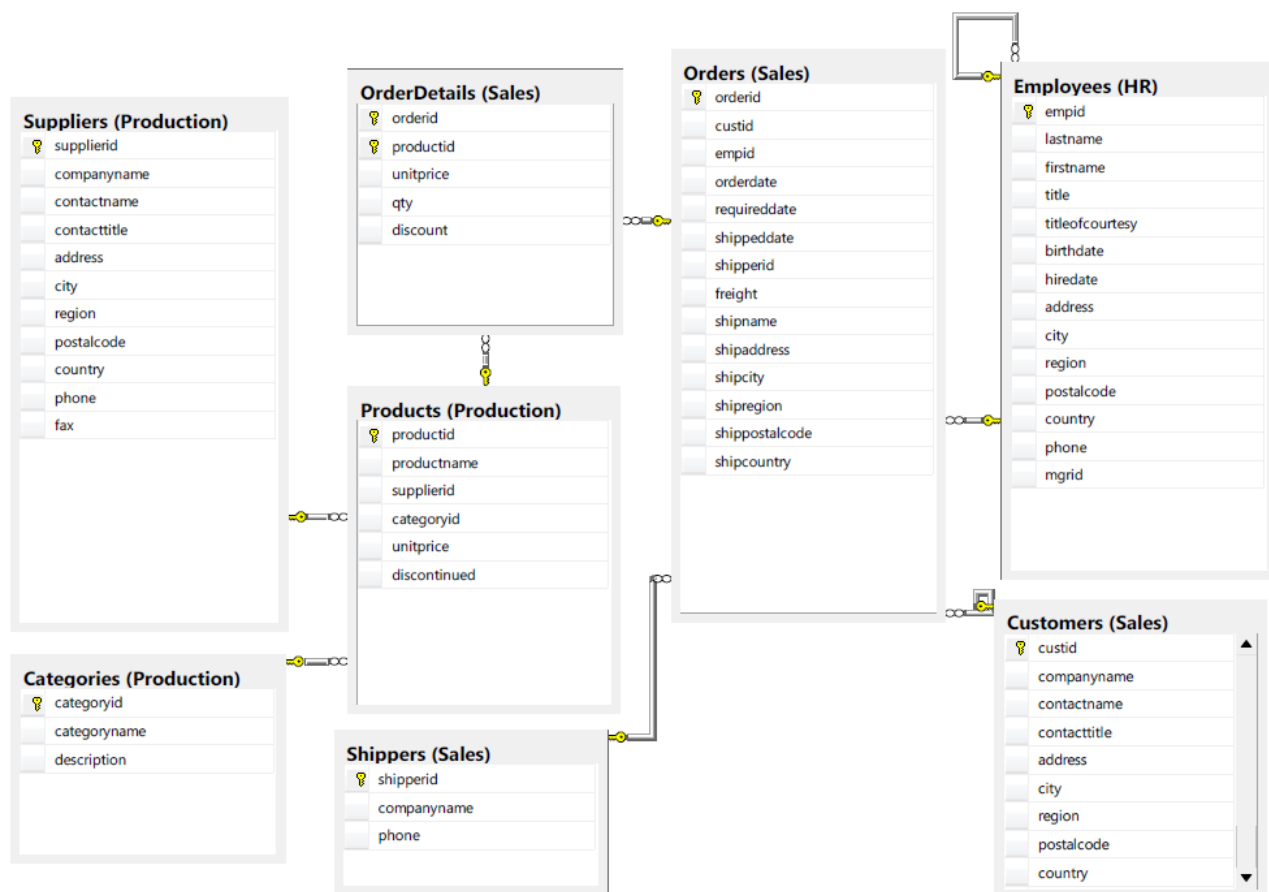 Suppliers (Production)
supplierid
companyname
contactname
contacttitle
address
city
region
postalcode
country
phone
fax
Categories (Production)
categoryid
categoryname
description
OrderDetails (Sales)
orderid
productid
unitprice
qty
discount
Products (Production)
productid
productname
supplierid
categoryid
unitprice
discontinued
Shippers (Sales)
shipperid
companyname
phone
Orders (Sales)
orderid
custid
empid
orderdate
requireddate
shippeddate
shipperid
freight
shipname
shipaddress
shipcity
shipregion
shippostalcode
shipcountry
Employees (HR)
empid
lastname
firstname
title
titleofcourtesy
birthdate
hiredate
address
city
region
postalcode
country
phone
mgrid
Customers (Sales)
custid
companyname
contactname
contacttitle
address
city
region
postalcode
country